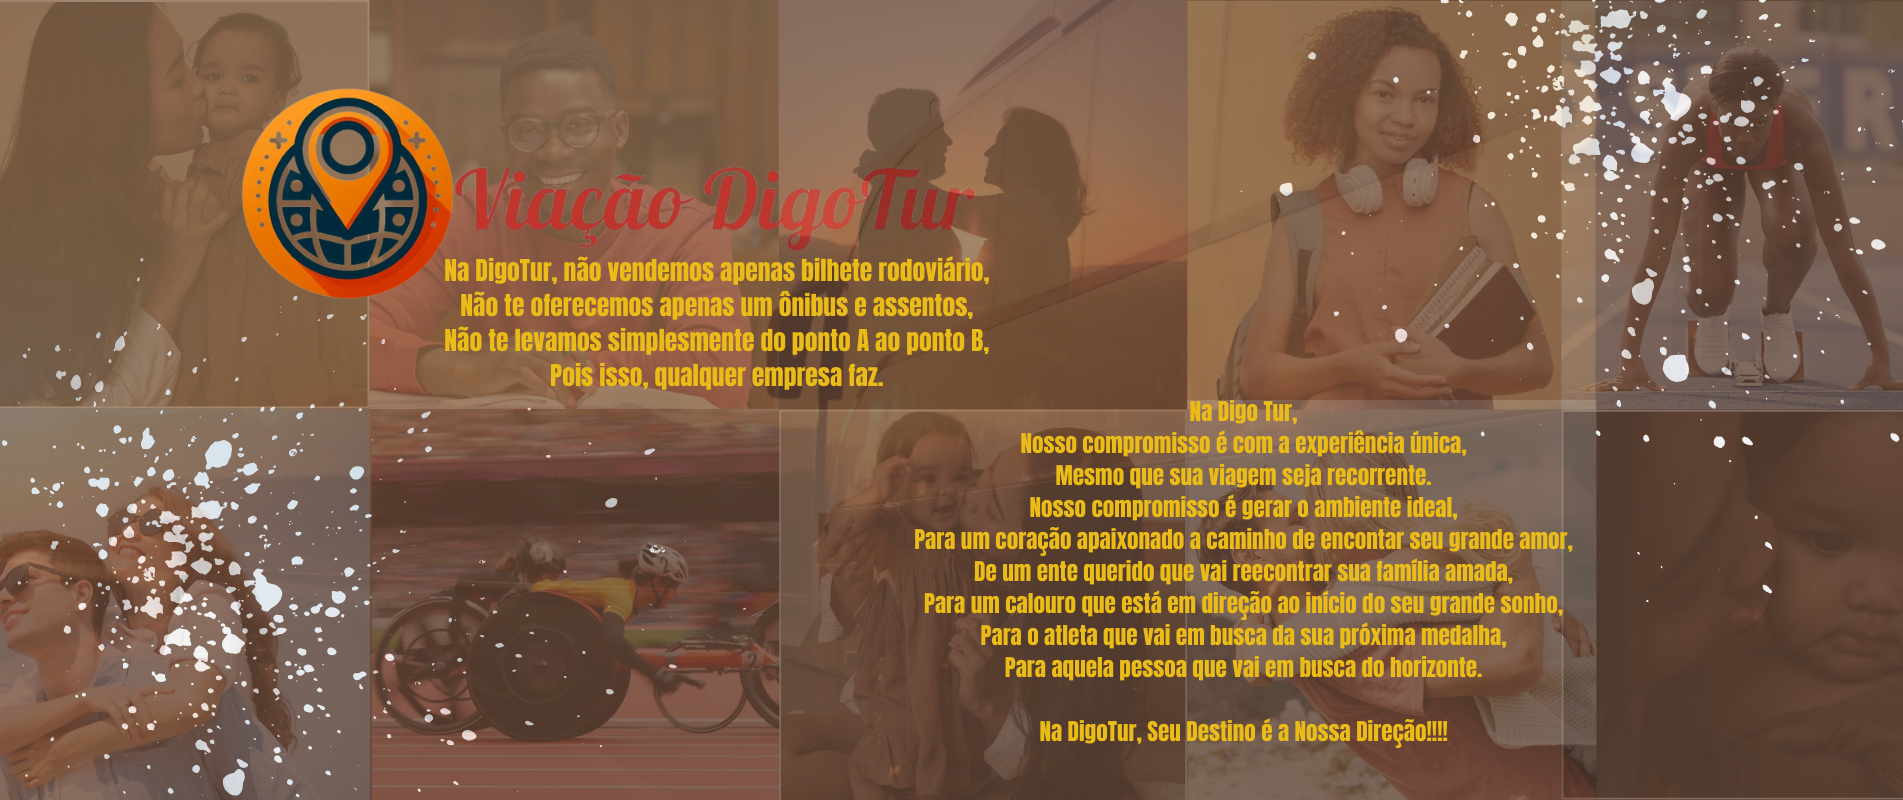 Viação DigoTur
Na DigoTur, não vendemos apenas bilhete rodoviário,
Não te oferecemos apenas um ônibus e assentos,
Não te levamos simplesmente do ponto A ao ponto B,
Pois isso, qualquer empresa faz.
Na Digo Tur,
Nosso compromisso é com a experiência única,
Mesmo que sua viagem seja recorrente.
Nosso compromisso é gerar o ambiente ideal,
Para um coração apaixonado a caminho de encontar seu grande amor,
De um ente querido que vai reecontrar sua família amada,
Para um calouro que está em direção ao início do seu grande sonho,
Para o atleta que vai em busca da sua próxima medalha,
Para aquela pessoa que vai em busca do horizonte.
Na DigoTur, Seu Destino é a Nossa Direção!!!!